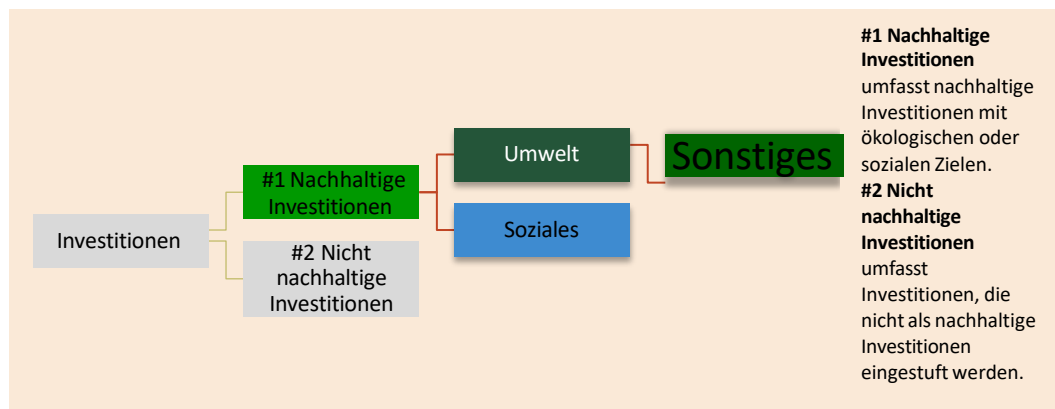 Investitionen
#1 Nachhaltige
Investitionen
#2 Nicht
nachhaltige
Investitionen
Umwelt
Soziales
Sonstiges
#1 Nachhaltige
Investitionen
umfasst nachhaltige
Investitionen mit
ökologischen oder
sozialen Zielen.
#2 Nicht
nachhaltige
Investitionen
umfasst
Investitionen, die
nicht als nachhaltige
Investitionen
eingestuft werden.